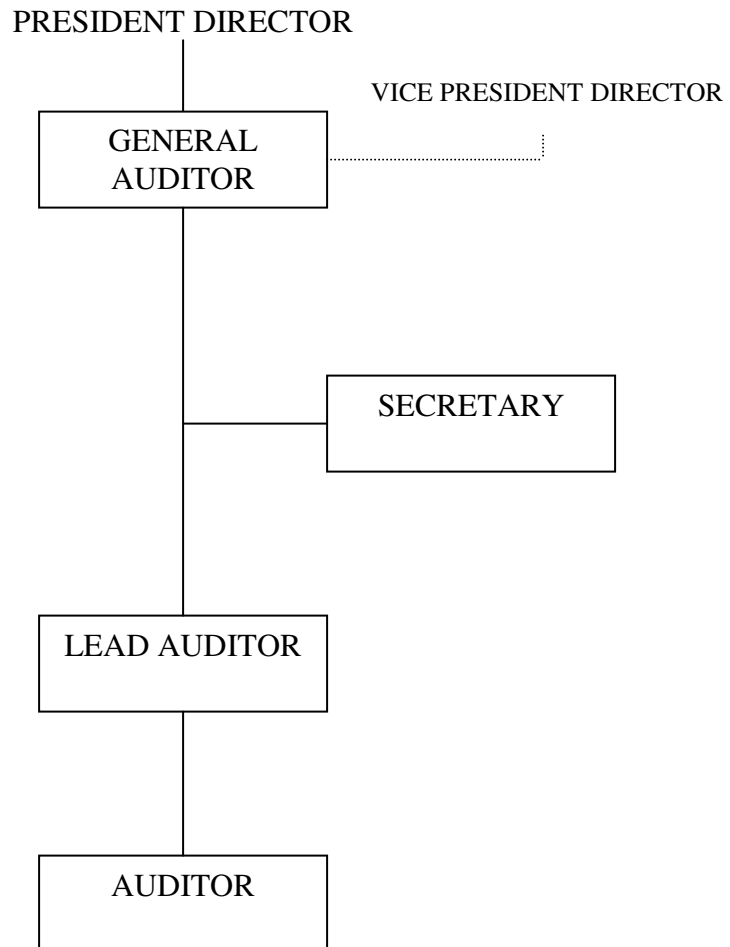 PRESIDENT DIRECTOR
VICE PRESIDENT DIRECTOR
GENERAL
AUDITOR
SECRETARY
LEAD AUDITOR
AUDITOR